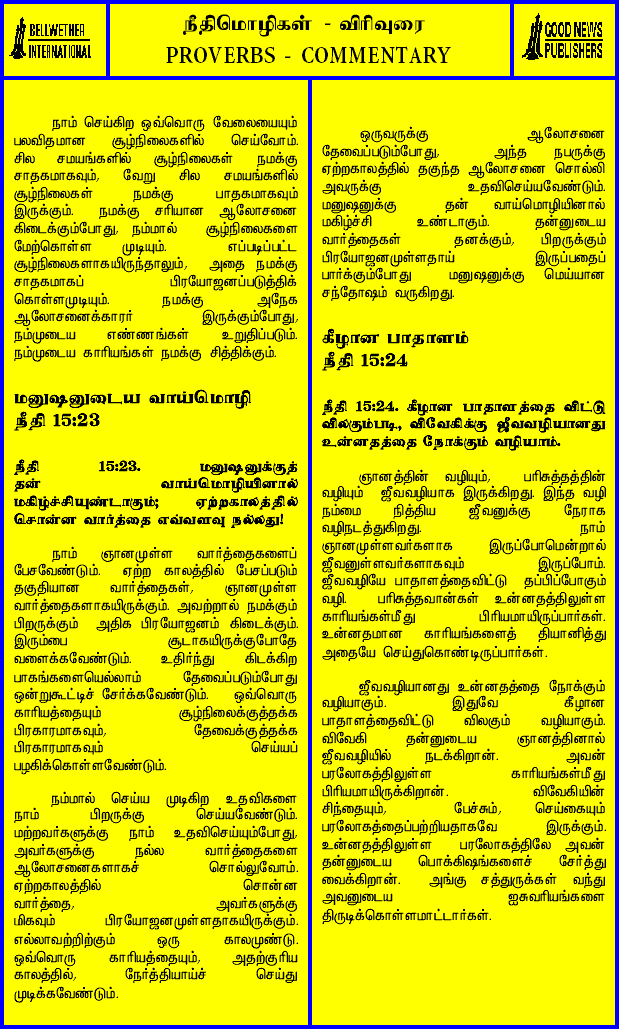 BELLWETHER
INTERNATIONAL
நீதிமொழிகள் - விரிவுரை
PROVERBS - COMMENTARY
GOOD NEWS
PUBLISHERS
நாம் செய்கிற ஒவ்வொரு வேலையையும்
பலவிதமான சூழ்நிலைகளில் செய்வோம்.
சில சமயங்களில் சூழ்நிலைகள் நமக்கு
சாதகமாகவும், வேறு சில சமயங்களில்
சூழ்நிலைகள் நமக்கு பாதகமாகவும்
இருக்கும். நமக்கு சரியான ஆலோசனை
கிடைக்கும்போது, நம்மால் சூழ்நிலைகளை
மேற்கொள்ள முடியும். எப்படிப்பட்ட
சூழ்நிலைகளாகயிருந்தாலும், அதை நமக்கு
சாதகமாகப் பிரயோஜனப்படுத்திக்
கொள்ளமுடியும். நமக்கு அநேக
ஆலோசனைக்காரர் இருக்கும்போது,
நம்முடைய எண்ணங்கள் உறுதிப்படும்.
நம்முடைய காரியங்கள் நமக்கு சித்திக்கும்.
மனுஷனுடைய வாய்மொழி
நீதி 15:23
நீதி 15:23. மனுஷனுக்குத்
தன் வாய்மொழியினால்
மகிழ்ச்சியுண்டாகும்; ஏற்றகாலத்தில்
சொன்ன வார்த்தை எவ்வளவு நல்லது!
நாம் ஞானமுள்ள வார்த்தைகளைப்
பேசவேண்டும். ஏற்ற காலத்தில் பேசப்படும்
தகுதியான வார்த்தைகள், ஞானமுள்ள
வார்த்தைகளாகயிருக்கும். அவற்றால் நமக்கும்
பிறருக்கும் அதிக பிரயோஜனம் கிடைக்கும்.
இரும்பை சூடாகயிருக்குபோதே
வளைக்கவேண்டும். உதிர்ந்து கிடக்கிற
பாகங்களையெல்லாம் தேவைப்படும்போது
ஒன்றுகூட்டிச் சேர்க்கவேண்டும். ஒவ்வொரு
காரியத்தையும் சூழ்நிலைக்குத்தக்க
பிரகாரமாகவும், தேவைக்குத்தக்க
பிரகாரமாகவும் செய்யப்
பழகிக்கொள்ளவேண்டும்.
நம்மால் செய்ய முடிகிற உதவிகளை
நாம் பிறருக்கு செய்யவேண்டும்.
மற்றவர்களுக்கு நாம் உதவிசெய்யும்போது,
அவர்களுக்கு நல்ல வார்த்தைகளை
ஆலோசனைகளாகச் சொல்லுவோம்.
ஏற்றகாலத்தில் சொன்ன
வார்த்தை, அவர்களுக்கு
மிகவும் பிரயோஜனமுள்ளதாகயிருக்கும்.
எல்லாவற்றிற்கும் ஒரு காலமுண்டு.
ஒவ்வொரு காரியத்தையும், அதற்குரிய
காலத்தில், நேர்த்தியாய்ச் செய்து
முடிக்கவேண்டும்.
ஒருவருக்கு ஆலோசனை
தேவைப்படும்போது, அந்த நபருக்கு
ஏற்றகாலத்தில் தகுந்த ஆலோசனை சொல்லி
அவருக்கு உதவிசெய்யவேண்டும்.
மனுஷனுக்கு தன் வாய்மொழியினால்
மகிழ்ச்சி உண்டாகும். தன்னுடைய
வார்த்தைகள் தனக்கும், பிறருக்கும்
பிரயோஜனமுள்ளதாய் இருப்பதைப்
பார்க்கும்போது மனுஷனுக்கு மெய்யான
சந்தோஷம் வருகிறது.
கீழான பாதாளம்
நீதி 15:24
நீதி 15:24. கீழான பாதாளத்தை விட்டு
விலகும்படி, விவேகிக்கு ஜீவவழியானது
உன்னதத்தை நோக்கும் வழியாம்.
ஞானத்தின் வழியும், பரிசுத்தத்தின்
வழியும் ஜீவவழியாக இருக்கிறது. இந்த வழி
நம்மை நித்திய ஜீவனுக்கு நேராக
வழிநடத்துகிறது. நாம்
ஞானமுள்ளவர்களாக இருப்போமென்றால்
ஜீவனுள்ளவர்களாகவும் இருப்போம்.
ஜீவவழியே பாதாளத்தைவிட்டு தப்பிப்போகும்
வழி. பரிசுத்தவான்கள் உன்னதத்திலுள்ள
காரியங்கள்மீது பிரியமாயிருப்பார்கள்.
உன்னதமான காரியங்களைத் தியானித்து
அதையே செய்துகொண்டிருப்பார்கள்.
ஜீவவழியானது உன்னதத்தை நோக்கும்
வழியாகும். இதுவே கீழான
பாதாளத்தைவிட்டு விலகும் வழியாகும்.
விவேகி தன்னுடைய ஞானத்தினால்
ஜீவவழியில் நடக்கிறான். அவன்
பரலோகத்திலுள்ள காரியங்கள்மீது
பிரியமாயிருக்கிறான். விவேகியின்
சிந்தையும், பேச்சும், செய்கையும்
பரலோகத்தைப்பற்றியதாகவே இருக்கும்.
உன்னதத்திலுள்ள பரலோகத்திலே அவன்
தன்னுடைய பொக்கிஷங்களைச் சேர்த்து
வைக்கிறான். அங்கு சத்துருக்கள் வந்து
அவனுடைய ஐசுவரியங்களை
திருடிக்கொள்ளமாட்டார்கள்.